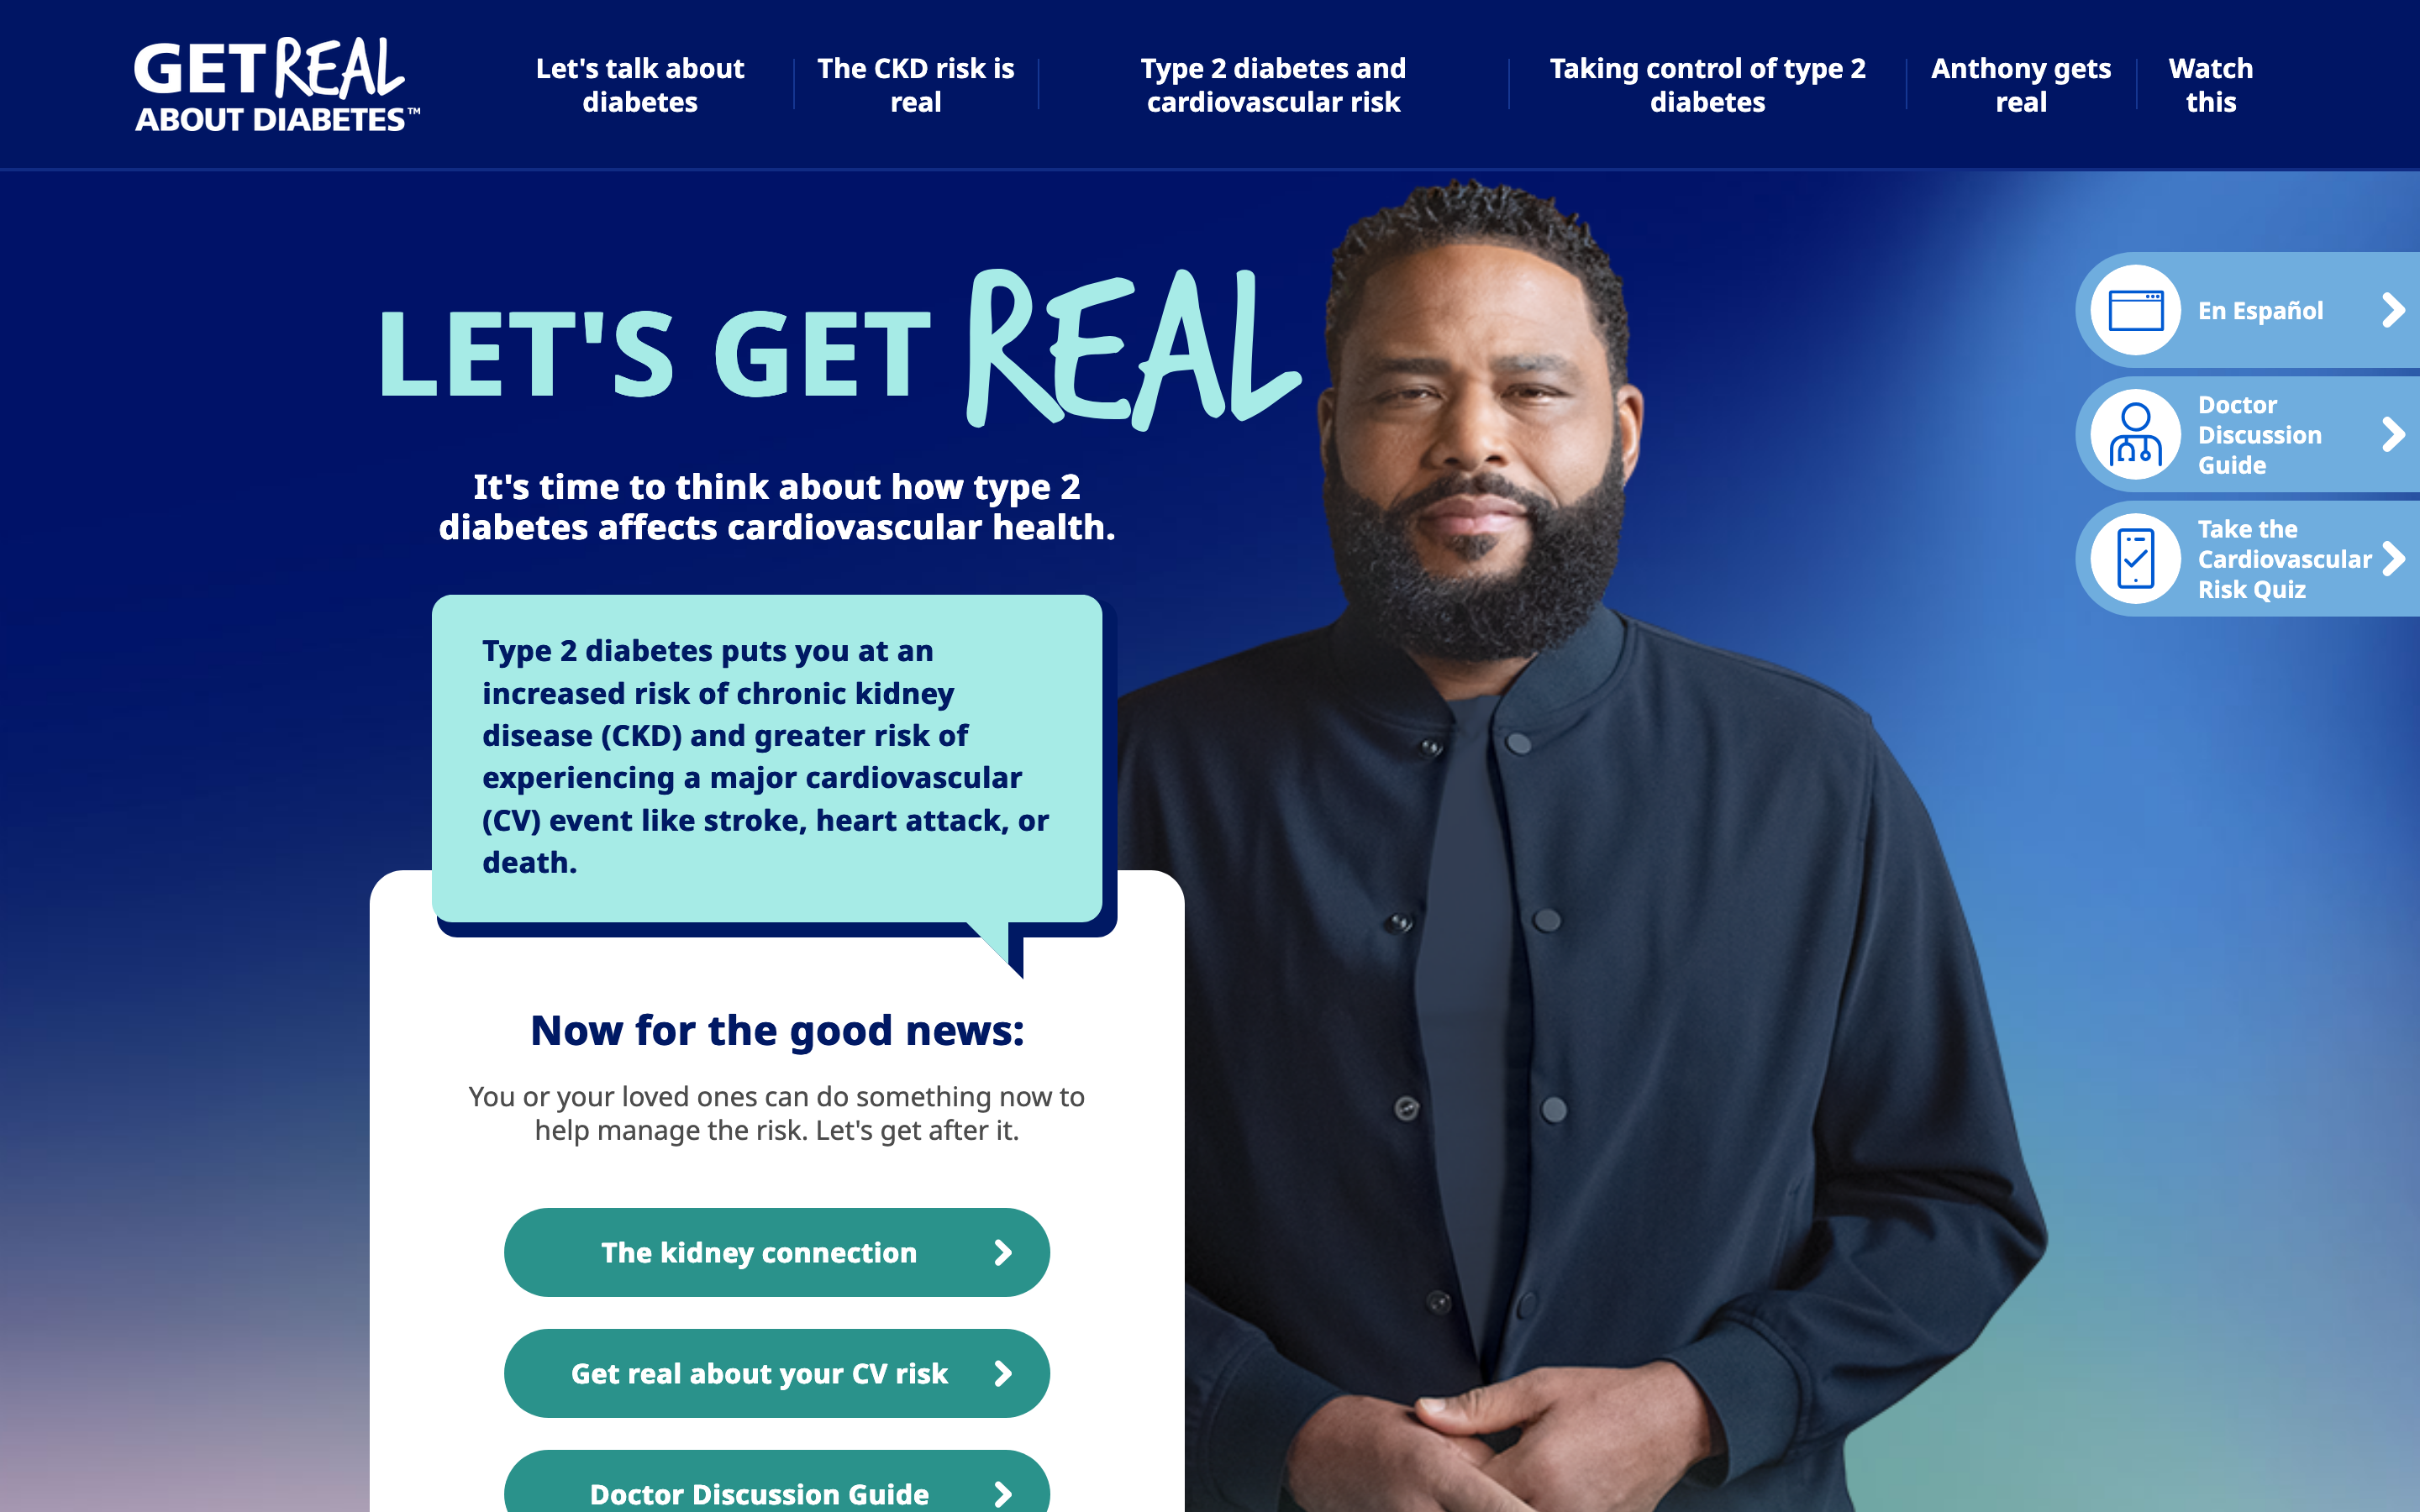 GET REAL
ABOUT DIABETES™
Let's talk about
diabetes
The CKD risk is
real
Type 2 diabetes and
cardiovascular risk
Taking control of type 2
diabetes
Anthony gets
real
Watch
this
LET'S GET REAL
It's time to think about how type 2
diabetes affects cardiovascular health.
Type 2 diabetes puts you at an
increased risk of chronic kidney
disease (CKD) and greater risk of
experiencing a major cardiovascular
(CV) event like stroke, heart attack, or
death.
Now for the good news:
You or your loved ones can do something now to
help manage the risk. Let's get after it.
The kidney connection
Get real about your CV risk
Doctor Discussion Guide
En Español
Doctor
Discussion
Guide
Take the
Cardiovascular
Risk Quiz